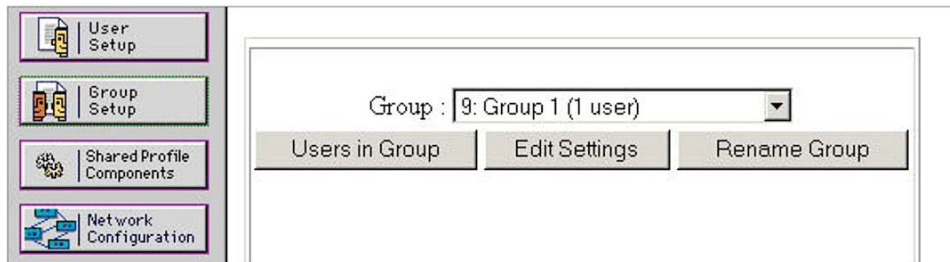 User
Setup
Group
Setup
Shared Profile
Components
Network
Configuration
Group : 9: Group 1 (1 user)
Users in Group Edit Settings Rename Group